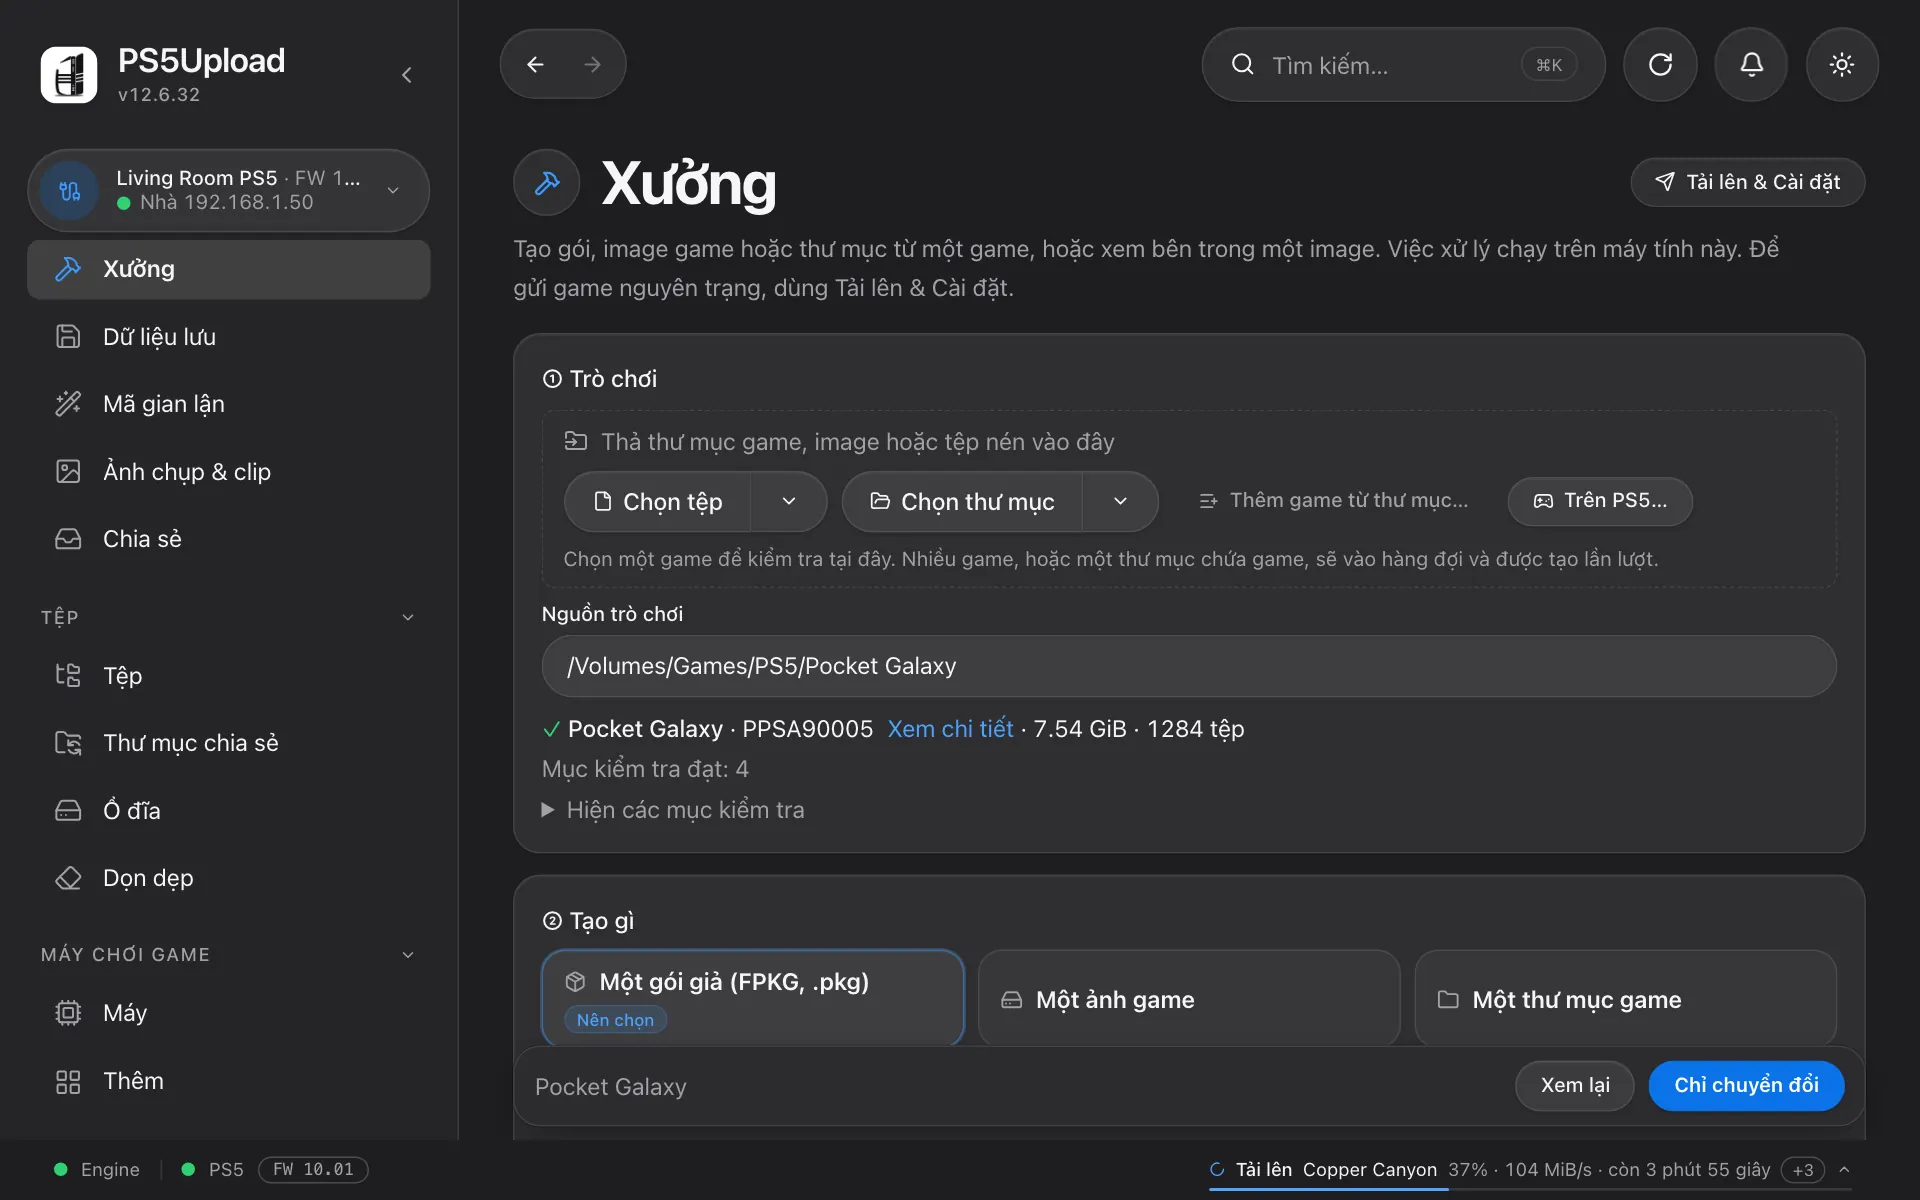 PS5Upload
v12.6.32
Living Room PS5 · FW 1...
Nhà 192.168.1.50
Xưởng
Dữ liệu lưu
Mã gian lận
Ảnh chụp & clip
Chia sẻ
TỆP
Tệp
Thư mục chia sẻ
Ổ đĩa
Dọn dẹp
MÁY CHƠI GAME
Máy
Thêm
Tìm kiếm...
⌘K
Xưởng
Tải lên & Cài đặt
Tạo gói, image game hoặc thư mục từ một game, hoặc xem bên trong một image. Việc xử lý chạy trên máy tính này. Để
gửi game nguyên trạng, dùng Tải lên & Cài đặt.
① Trò chơi
Thả thư mục game, image hoặc tệp nén vào đây
Chọn tệp
Chọn thư mục
Thêm game từ thư mục...
Trên PS5...
Chọn một game để kiểm tra tại đây. Nhiều game, hoặc một thư mục chứa game, sẽ vào hàng đợi và được tạo lần lượt.
Nguồn trò chơi
/Volumes/Games/PS5/Pocket Galaxy
Pocket Galaxy · PPSA90005 Xem chi tiết · 7.54 GiB · 1284 tệp
Mục kiểm tra đạt: 4
Hiện các mục kiểm tra
② Tạo gì
Một gói giả (FPKG, .pkg)
Nên chọn
Một ảnh game
Một thư mục game
Pocket Galaxy
Xem lại
Chỉ chuyển đổi
Engine
PS5
FW 10.01
Tải lên Copper Canyon 37% · 104 MiB/s · còn 3 phút 55 giây
+3